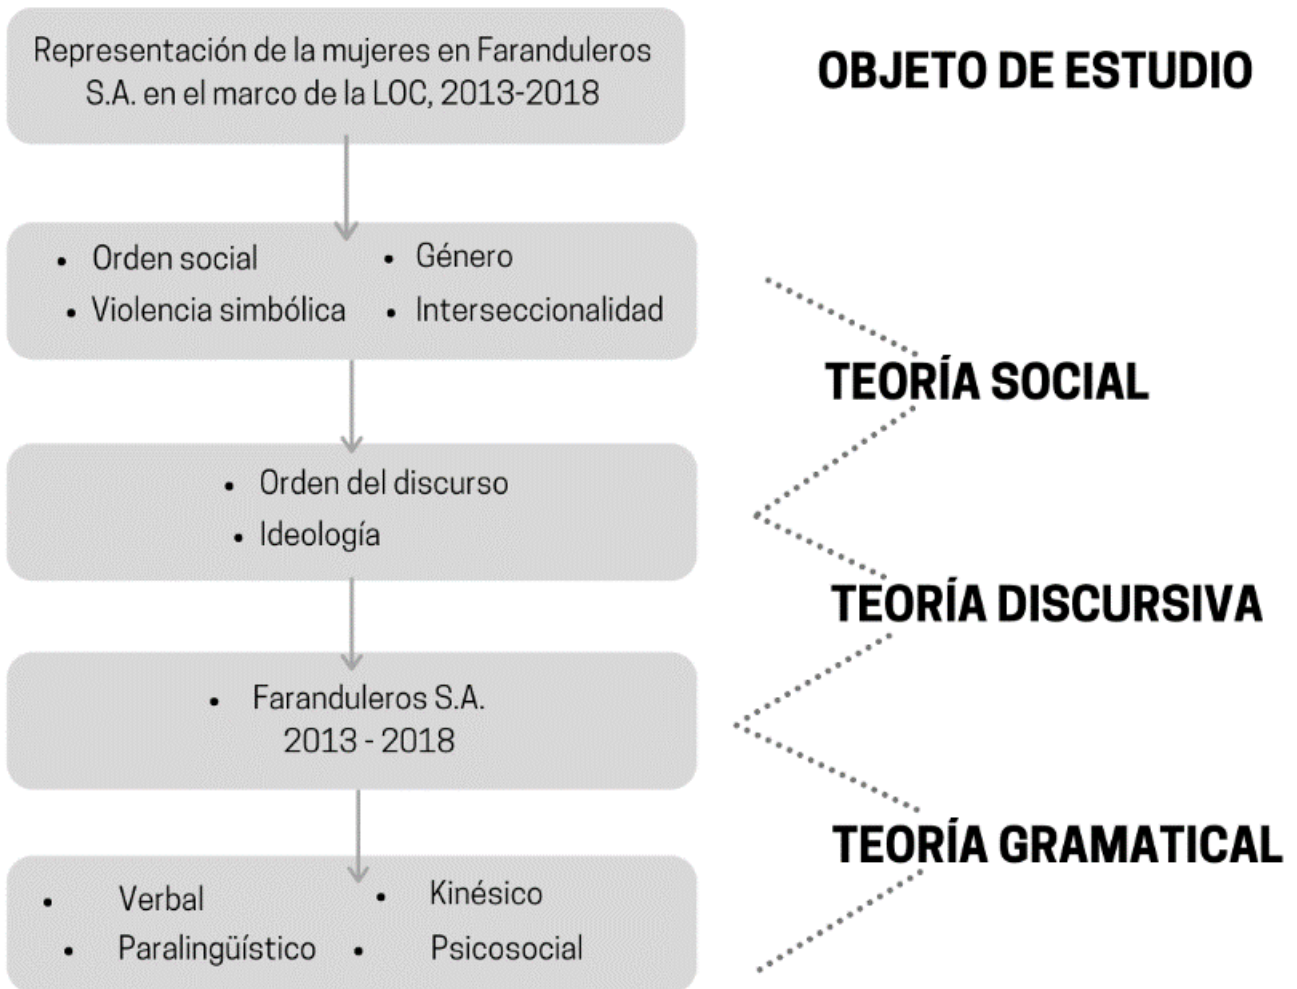 Representación de la mujeres en Faranduleros
S.A. en el marco de la LOC, 2013-2018
OBJETO DE ESTUDIO
• Orden social
• Género
• Violencia simbólica
• Interseccionalidad
TEORÍA SOCIAL
• Orden del discurso
• Ideología
TEORÍA DISCURSIVA
• Faranduleros S.A.
2013 - 2018
TEORÍA GRAMATICAL
• Verbal
• Kinésico
• Paralingüístico
• Psicosocial